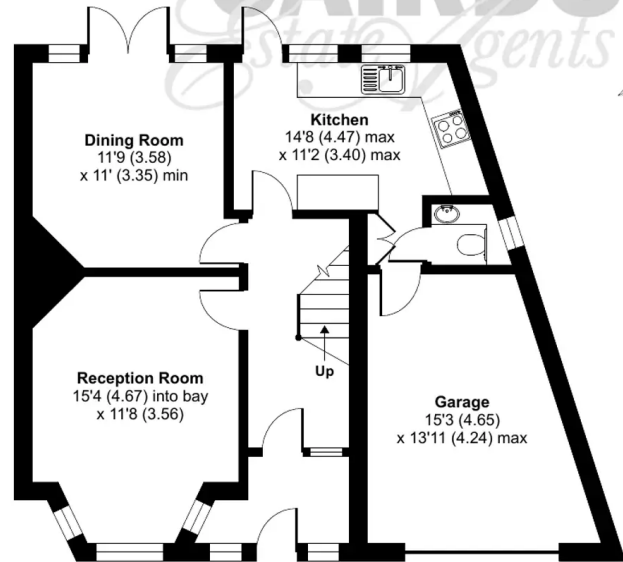 Estate Agents
Dining Room
11'9 (3.58)
x 11' (3.35) min
Kitchen
14'8 (4.47) max
x 11'2 (3.40) max
Reception Room
15'4 (4.67) into bay
x 11'8 (3.56)
Up
Garage
15'3 (4.65)
x 13'11 (4.24) max